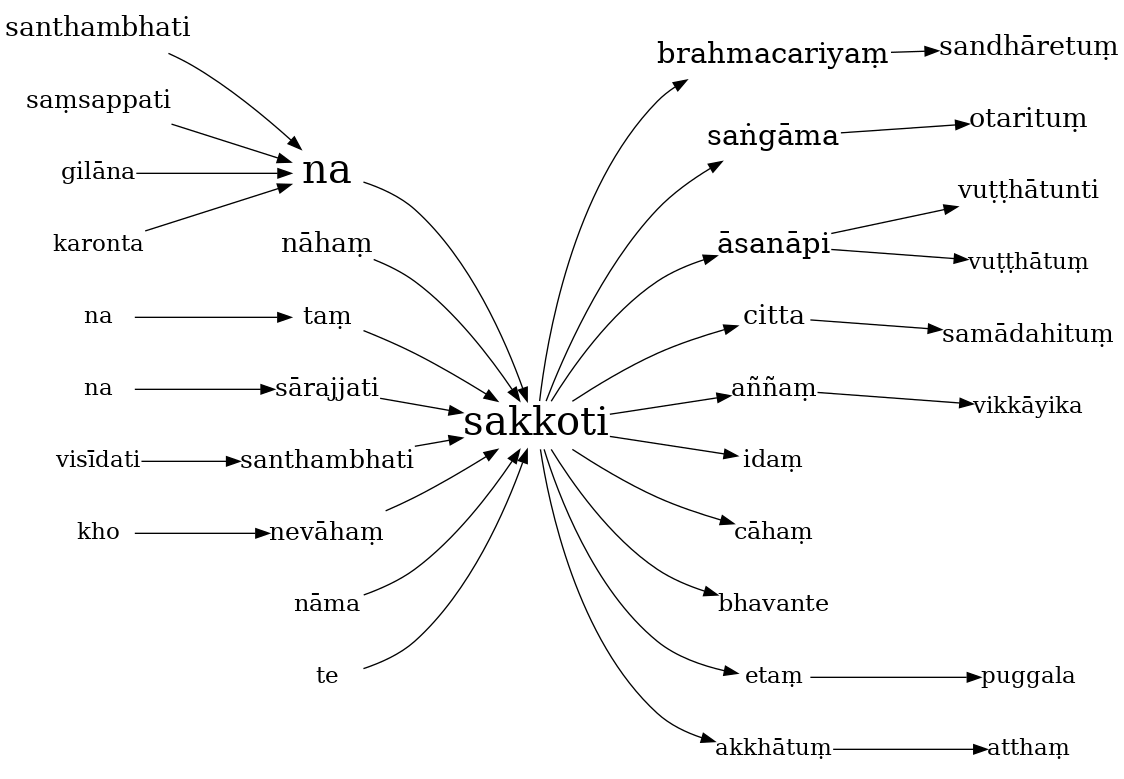 santhambhati
saṃsappati
gilāna
karonta
na
na
visīdati
kho
na
nāhaṃ
taṃ
sārajjati
santhambhati
nevāhaṃ
nāma
te
sakkoti
brahmacariyaṃ
saṅgāma
āsanāpi
citta
aññaṃ
idaṃ
cāhaṃ
bhavante
etaṃ
akkhātuṃ
sandhāretuṃ
otarituṃ
vuṭṭhātunti
vuṭṭhātuṃ
samādahituṃ
vikkāyika
puggala
atthaṃ